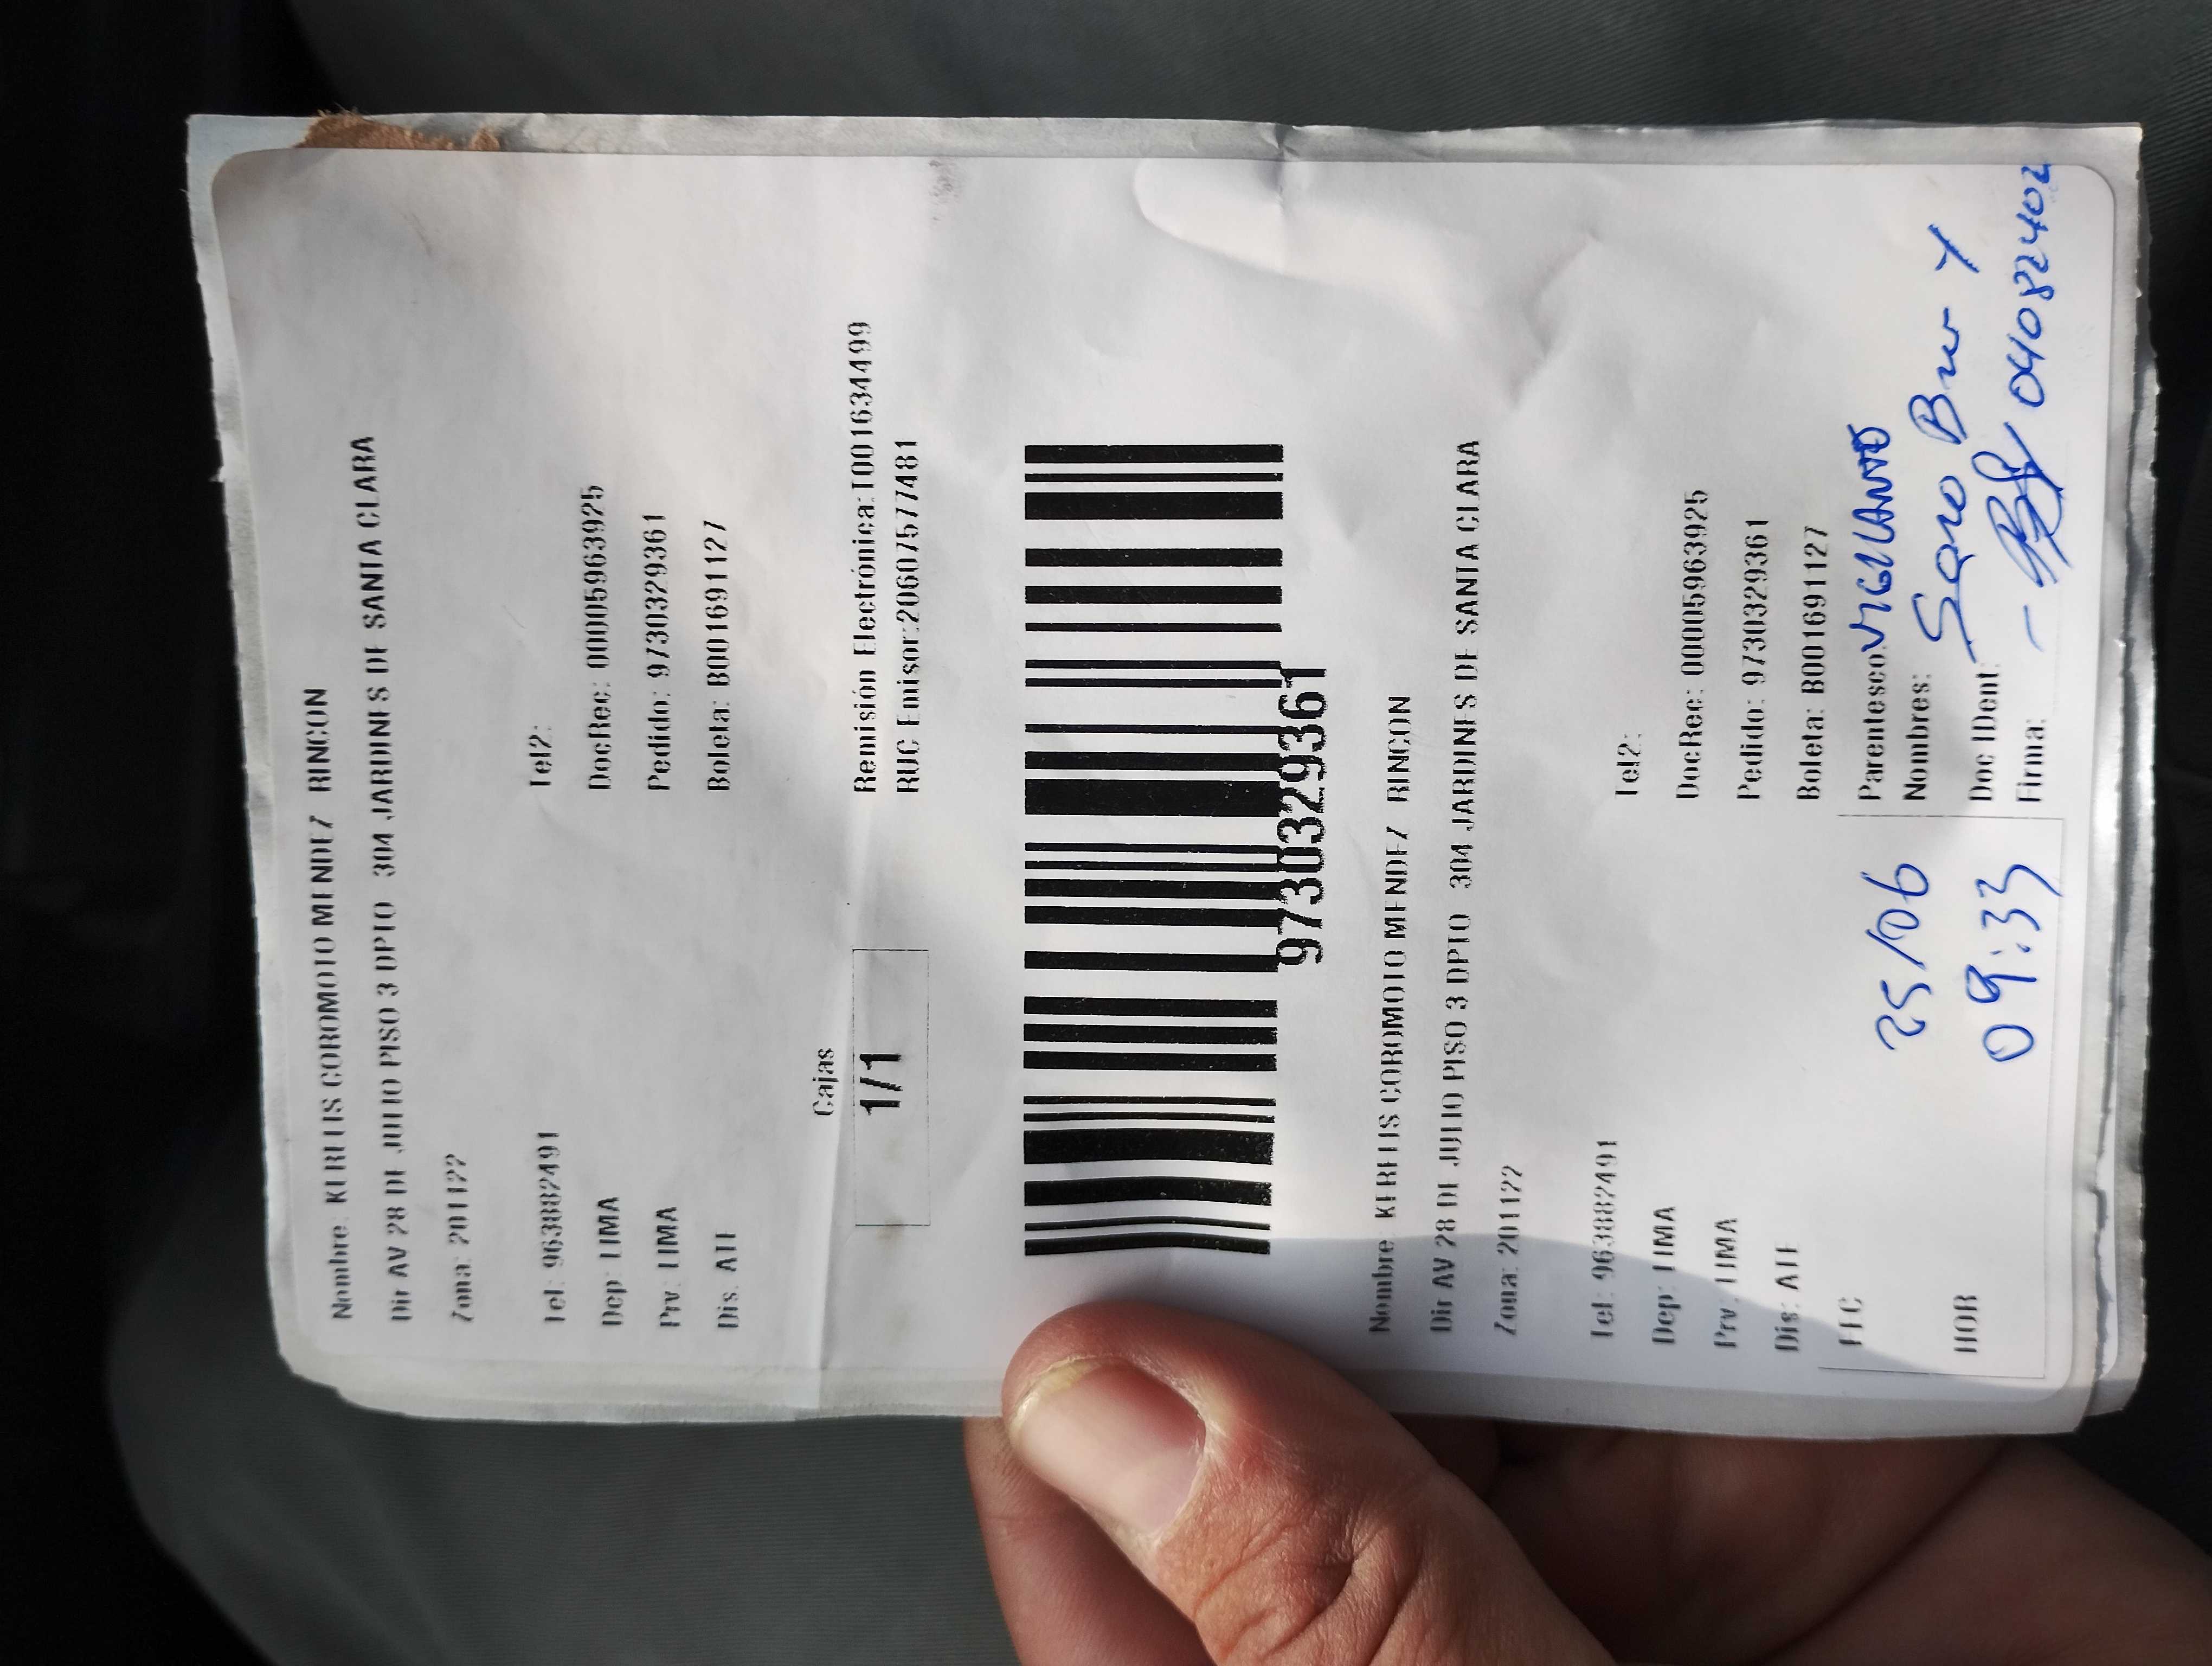 Nombre: KERELIS COROMOTO MENDEZ RINCON
Dir AV 28 DE JULIO PISO 3 DPTO 304 JARDINES DE SANTA CLARA
Zona: 201122
Tel: 963882491 Tel2:
Dep: LIMA DocRec: 00005963925
Prv: LIMA Pedido: 9730329361
Dis: ATE Boleta: B001691127
Cajas
1/1
Remisión Electrónica:T001634499
RUC Emisor:20607577481
9730329361
Nombre: KERELIS COROMOTO MENDEZ RINCON
Dir AV 28 DE JULIO PISO 3 DPTO 304 JARDINES DE SANTA CLARA
Zona: 201122
Tel: 963882491 Tel2:
Dep: LIMA DocRec: 00005963925
Prv: LIMA Pedido: 9730329361
Dis: ATE Boleta: B001691127
FEC 25/06 Parentesco: VIGILANTE
Nombres:
HOR 09:33 Doc IDent:
Firma: 040824402